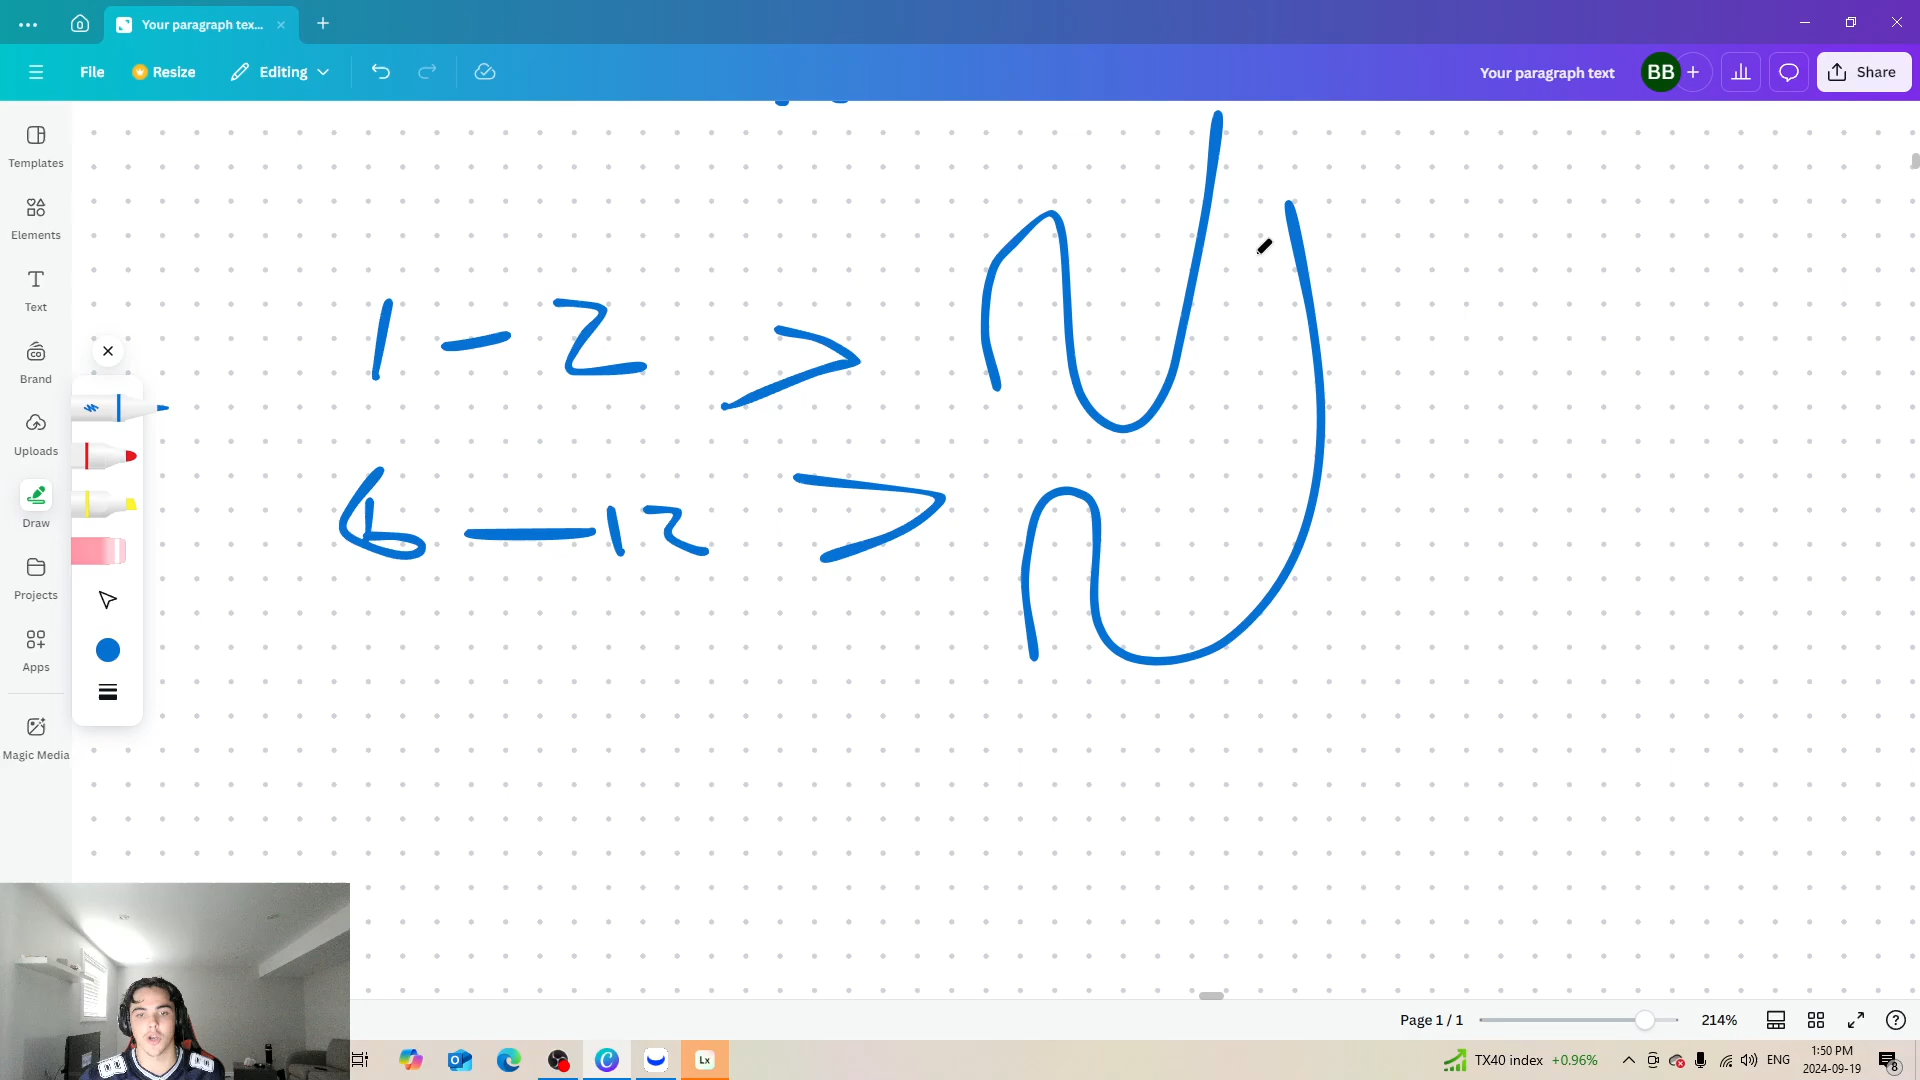 Your paragraph tex...
File
Resize
Editing
Your paragraph text
BB
Share
Templates
Elements
Text
Brand
Uploads
Draw
Projects
Apps
Magic Media
1 - 2 >
6 - 12 >
Page 1 / 1
214%
Lx
TX40 index +0.96%
ENG
1:50 PM
2024-09-19
8